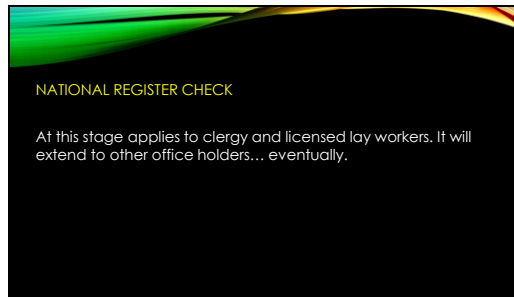 NATIONAL REGISTER CHECK
At this stage applies to clergy and licensed lay workers. It will
extend to other office holders… eventually.